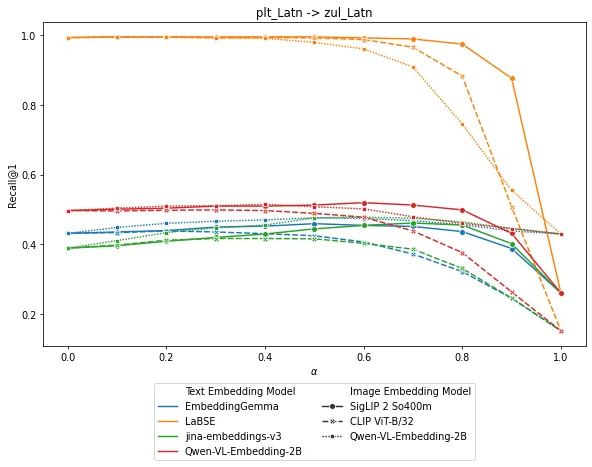 plt_Latn -> zul_Latn
Recall@1
1.0
0.8
0.6
0.4
0.2
0.0 0.2 0.4 0.6 0.8 1.0
α
Text Embedding Model
EmbeddingGemma
LaBSE
jina-embeddings-v3
Qwen-VL-Embedding-2B
Image Embedding Model
SigLIP 2 So400m
CLIP ViT-B/32
Qwen-VL-Embedding-2B